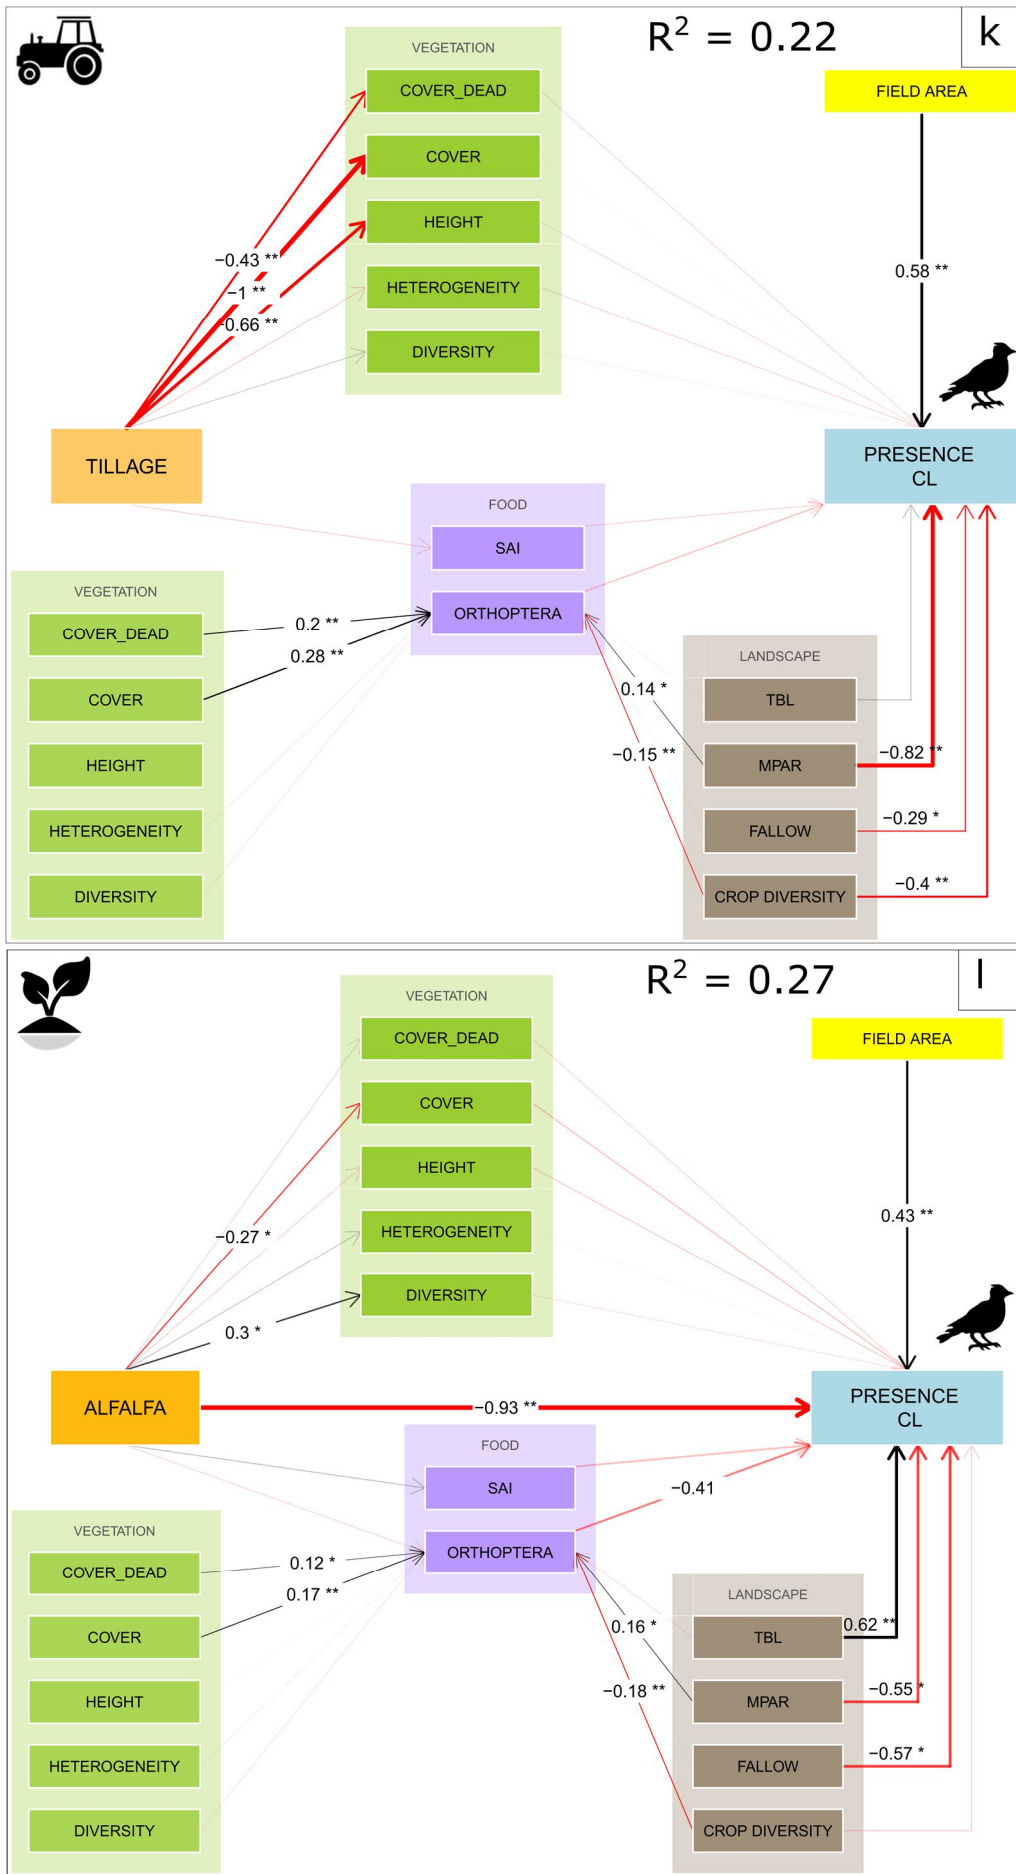 R² = 0.22
k
VEGETATION
COVER_DEAD
COVER
HEIGHT
HETEROGENEITY
DIVERSITY
FIELD AREA
0.58 **
−0.43 **
−1 **
−0.66 **
TILLAGE
PRESENCE
CL
FOOD
SAI
ORTHOPTERA
VEGETATION
COVER_DEAD
COVER
HEIGHT
HETEROGENEITY
DIVERSITY
0.2 **
0.28 **
0.14 *
−0.15 **
LANDSCAPE
TBL
MPAR
FALLOW
CROP DIVERSITY
−0.82 **
−0.29 *
−0.4 **
R² = 0.27
l
VEGETATION
COVER_DEAD
COVER
HEIGHT
HETEROGENEITY
DIVERSITY
FIELD AREA
0.43 **
−0.27 *
0.3 *
ALFALFA
−0.93 **
PRESENCE
CL
FOOD
SAI
ORTHOPTERA
−0.41
VEGETATION
COVER_DEAD
COVER
HEIGHT
HETEROGENEITY
DIVERSITY
0.12 *
0.17 **
0.16 *
−0.18 **
LANDSCAPE
TBL
MPAR
FALLOW
CROP DIVERSITY
0.62 **
−0.55 *
−0.57 *